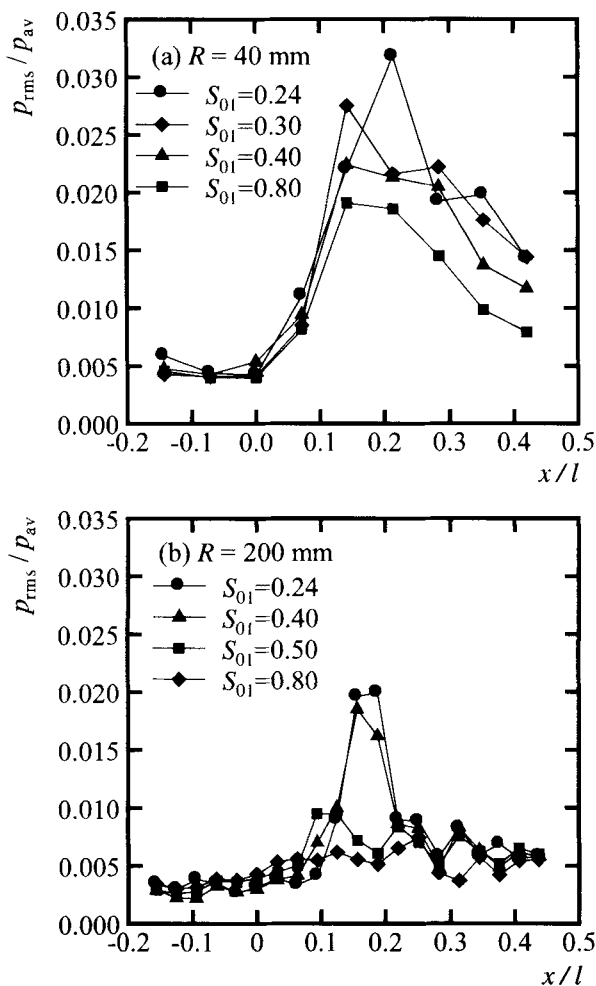 p_rms / p_av
0.035
0.030
0.025
0.020
0.015
0.010
0.005
0.000
(a) R = 40 mm
S_01=0.24
S_01=0.30
S_01=0.40
S_01=0.80
-0.2 -0.1 0.0 0.1 0.2 0.3 0.4 0.5
x / l
p_rms / p_av
0.035
0.030
0.025
0.020
0.015
0.010
0.005
0.000
(b) R = 200 mm
S_01=0.24
S_01=0.40
S_01=0.50
S_01=0.80
-0.2 -0.1 0 0.1 0.2 0.3 0.4 0.5
x / l